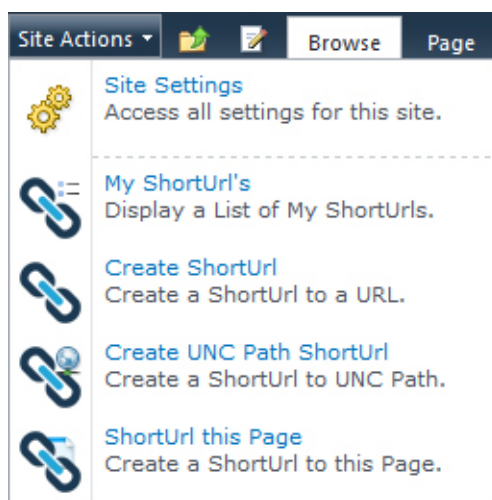 Site Actions Browse Page
Site Settings
Access all settings for this site.
My ShortUrl's
Display a List of My ShortUrls.
Create ShortUrl
Create a ShortUrl to a URL.
Create UNC Path ShortUrl
Create a ShortUrl to UNC Path.
ShortUrl this Page
Create a ShortUrl to this Page.